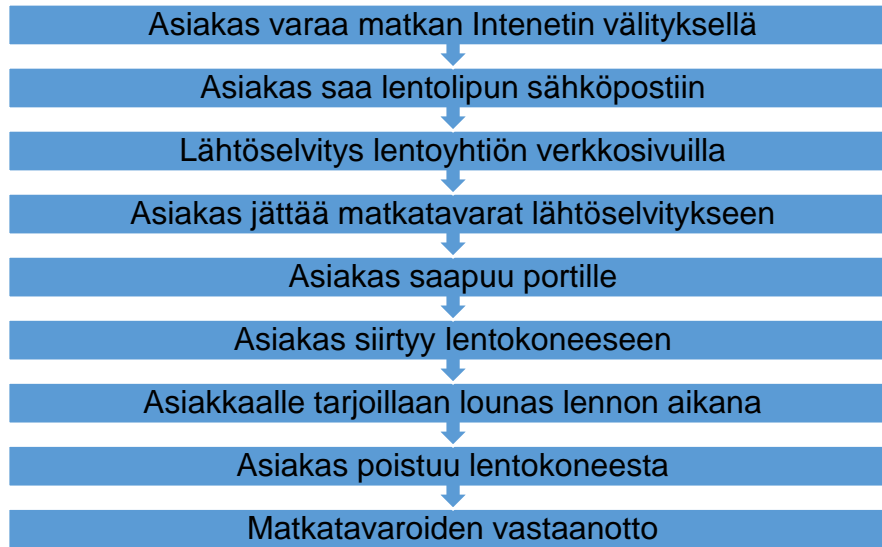 Asiakas varaa matkan Intenetin välityksellä
Asiakas saa lentolipun sähköpostiin
Lähtöselvitys lentoyhtiön verkkosivuilla
Asiakas jättää matkatavarat lähtöselvitykseen
Asiakas saapuu portille
Asiakas siirtyy lentokoneeseen
Asiakkaalle tarjoillaan lounas lennon aikana
Asiakas poistuu lentokoneesta
Matkatavaroiden vastaanotto